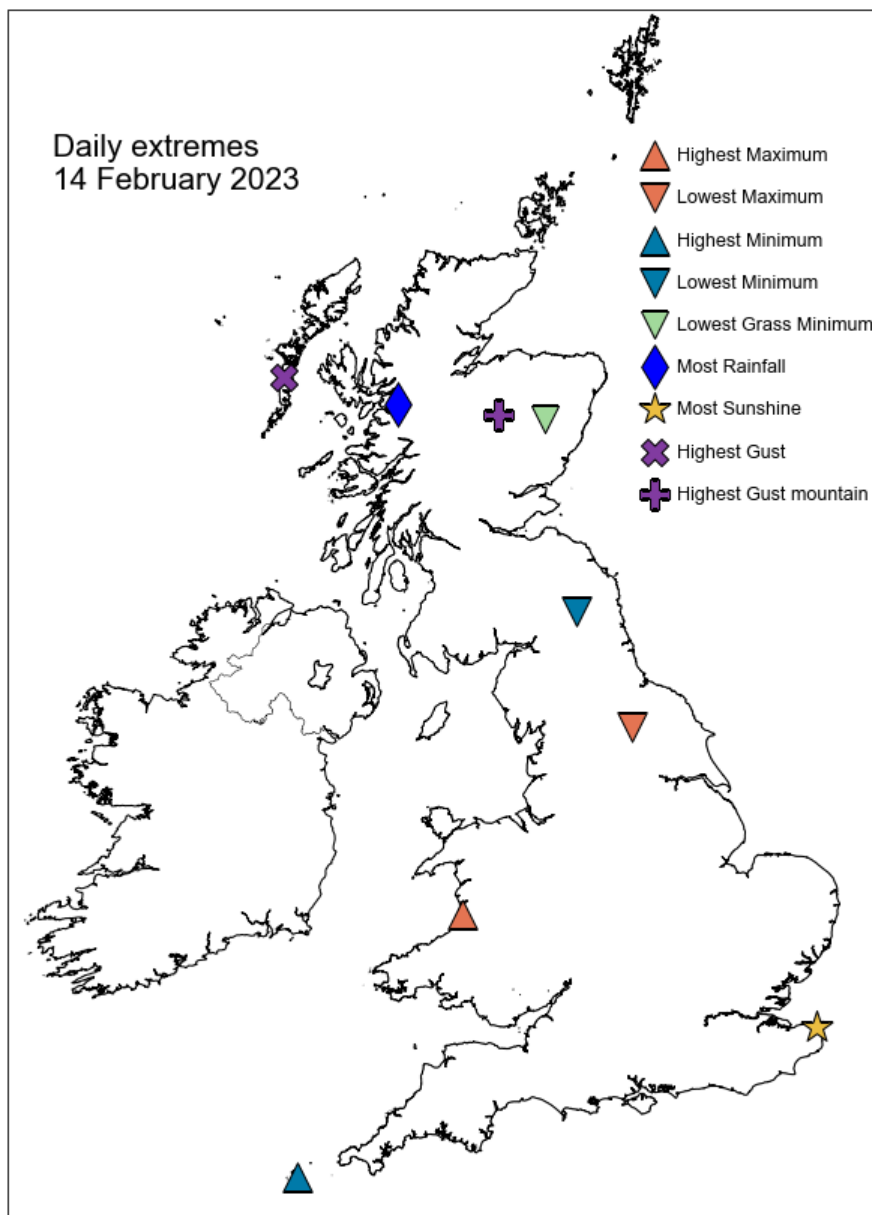 Daily extremes
14 February 2023
Highest Maximum
Lowest Maximum
Highest Minimum
Lowest Minimum
Lowest Grass Minimum
Most Rainfall
Most Sunshine
Highest Gust
Highest Gust mountain